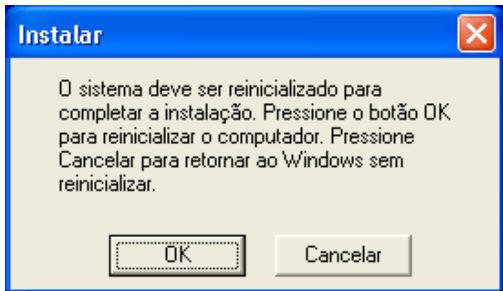 Instalar
O sistema deve ser reinicializado para
completar a instalação. Pressione o botão OK
para reinicializar o computador. Pressione
Cancelar para retornar ao Windows sem
reinicializar.
OK
Cancelar